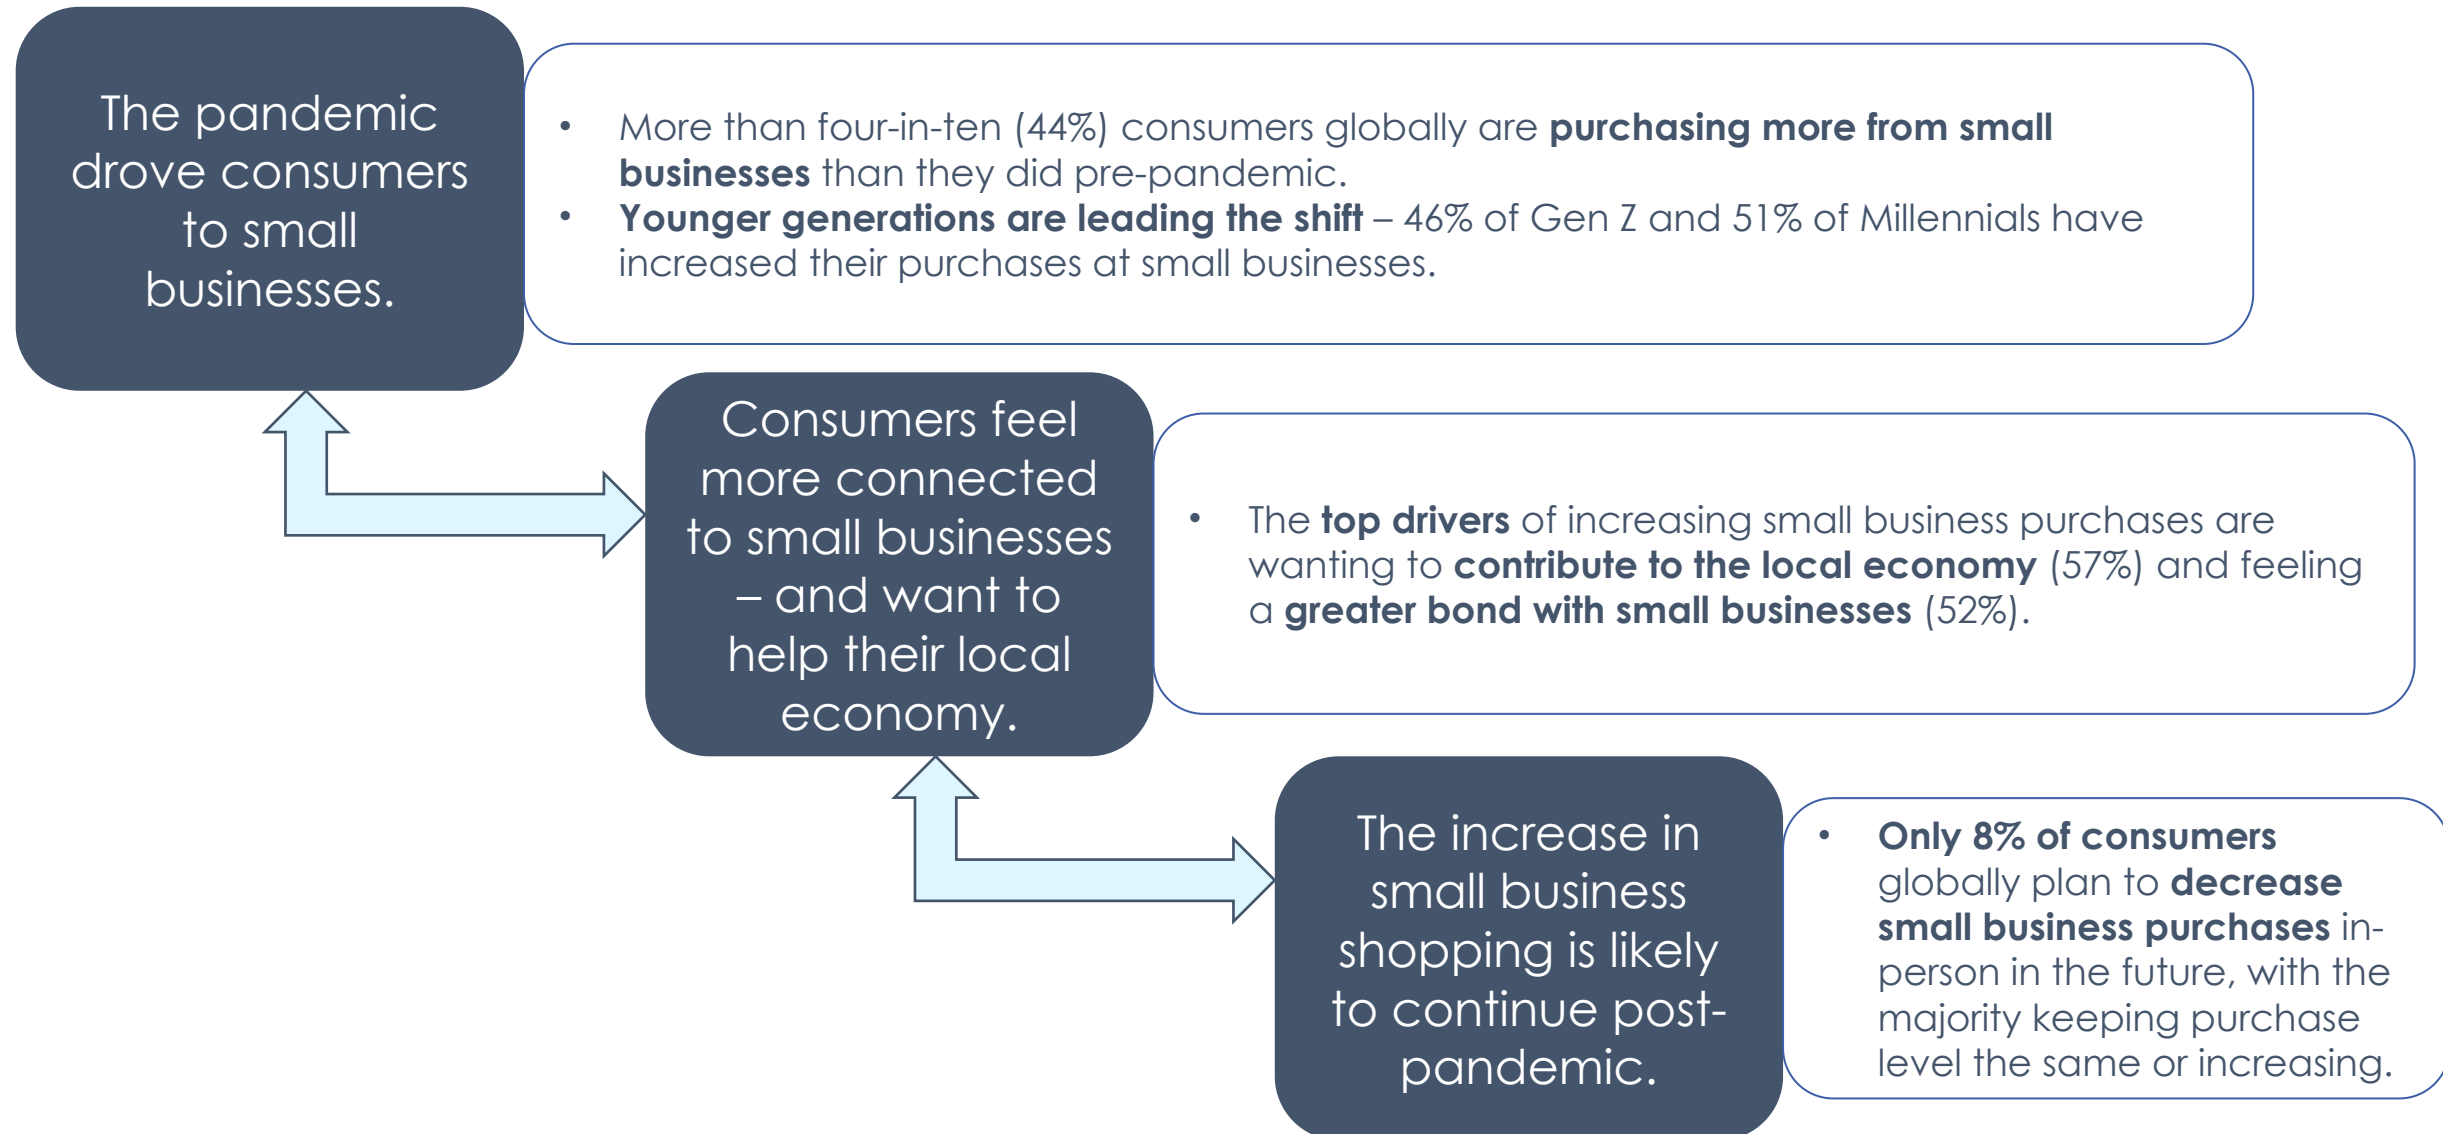 The pandemic
drove consumers
to small
businesses.
• More than four-in-ten (44%) consumers globally are purchasing more from small
businesses than they did pre-pandemic.
• Younger generations are leading the shift – 46% of Gen Z and 51% of Millennials have
increased their purchases at small businesses.
Consumers feel
more connected
to small businesses
– and want to
help their local
economy.
• The top drivers of increasing small business purchases are
wanting to contribute to the local economy (57%) and feeling
a greater bond with small businesses (52%).
The increase in
small business
shopping is likely
to continue post-
pandemic.
• Only 8% of consumers
globally plan to decrease
small business purchases in-
person in the future, with the
majority keeping purchase
level the same or increasing.